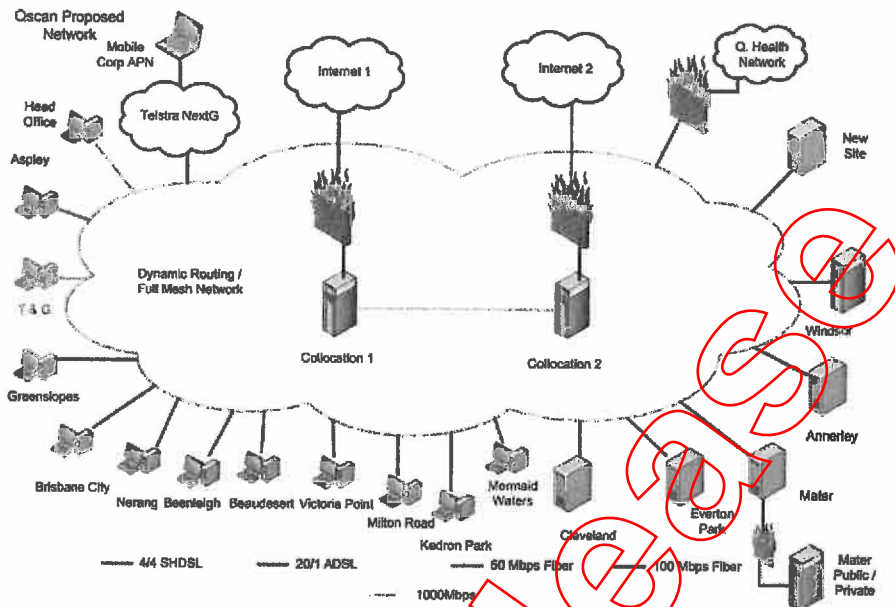 Qscan Proposed
Network
Mobile
Corp APN
Internet 1
Internet 2
Q. Health
Network
Head
Office
Telstra NextG
New
Site
Aspley
Dynamic Routing /
Full Mesh Network
T & G
Windsor
Collocation 1
Collocation 2
Greenslopes
Annerley
Brisbane City
Nerang
Beenleigh
Beaudesert
Victoria Point
Milton Road
Kedron Park
Mermaid
Waters
Cleveland
Everton
Park
Mater
Mater
Public /
Private
4/4 SHDSL
20/1 ADSL
50 Mbps Fiber
100 Mbps Fiber
1000Mbps
e a s e